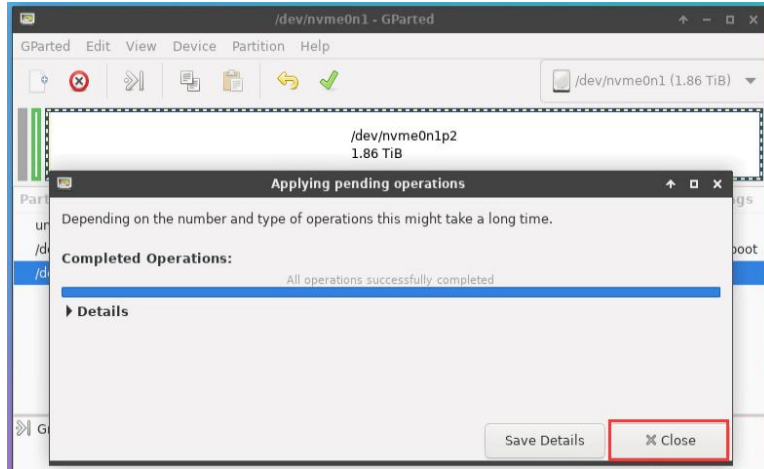 /dev/nvme0n1 - GParted
GParted Edit View Device Partition Help
/dev/nvme0n1 (1.86 TiB)
/dev/nvme0n1p2
1.86 TiB
Applying pending operations
Depending on the number and type of operations this might take a long time.
Completed Operations:
All operations successfully completed
Details
Save Details
Close